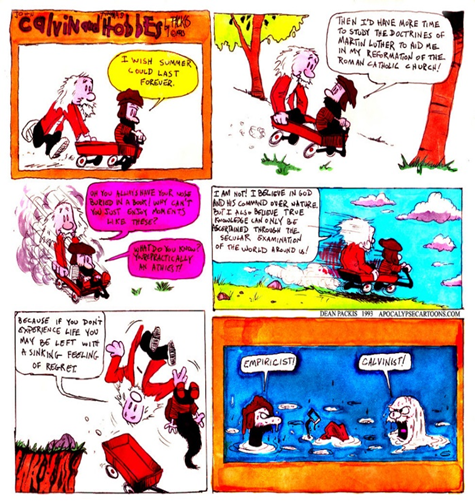 Calvin and Hobbes
I WISH SUMMER
COULD LAST
FOREVER.
THEN I'D HAVE MORE TIME
TO STUDY THE DOCTRINES OF
MARTIN LUTHER TO AID ME
IN MY REFORMATION OF THE
ROMAN CATHOLIC CHURCH!
OH YOU ALWAYS HAVE YOUR NOSE
BURIED IN A BOOK! WHY CAN'T
YOU JUST ENJOY MOMENTS
LIKE THESE?
WHAT DO YOU KNOW?
YOU'RE PRACTICALLY
AN ATHIEST!
I AM NOT! I BELIEVE IN GOD
AND HIS COMMAND OVER NATURE.
BUT I ALSO BELIEVE TRUE
KNOWLEDGE CAN ONLY BE
ASCERTAINED THROUGH THE
SECULAR EXAMINATION
OF THE WORLD AROUND US!
DEAN PACKIS 1993 APOCALYPSECARTOONS.COM
BECAUSE IF YOU DON'T
EXPERIENCE LIFE YOU
MAY BE LEFT WITH
A SINKING FEELING
OF REGRET.
EMPIRICIST!
CALVINIST!